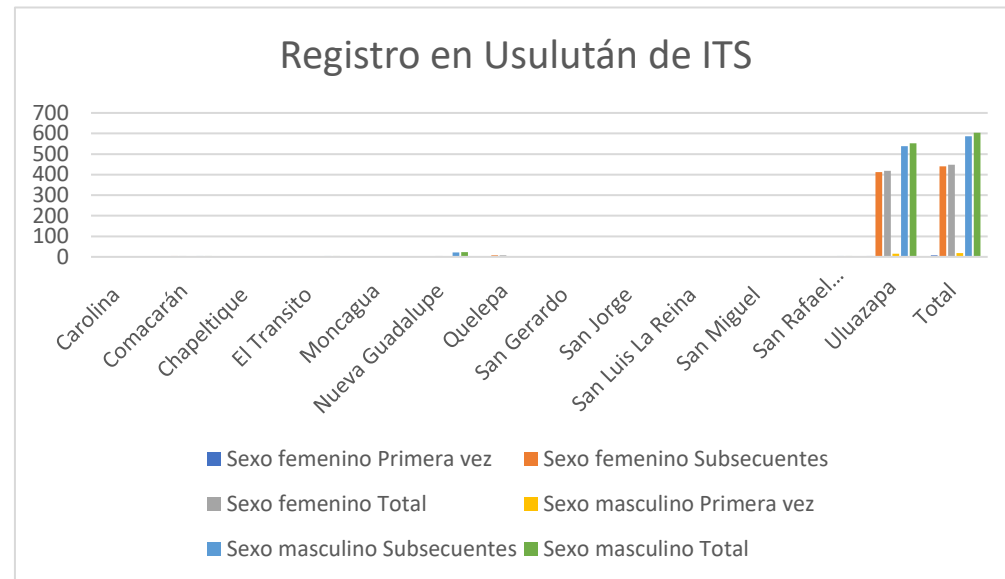 Registro en Usulután de ITS
700
600
500
400
300
200
100
0
Carolina
Comacarán
Chapeltique
El Transito
Moncagua
Nueva Guadalupe
Quelepa
San Gerardo
San Jorge
San Luis La Reina
San Miguel
San Rafael...
Uluazapa
Total
Sexo femenino Primera vez
Sexo femenino Subsecuentes
Sexo femenino Total
Sexo masculino Primera vez
Sexo masculino Subsecuentes
Sexo masculino Total